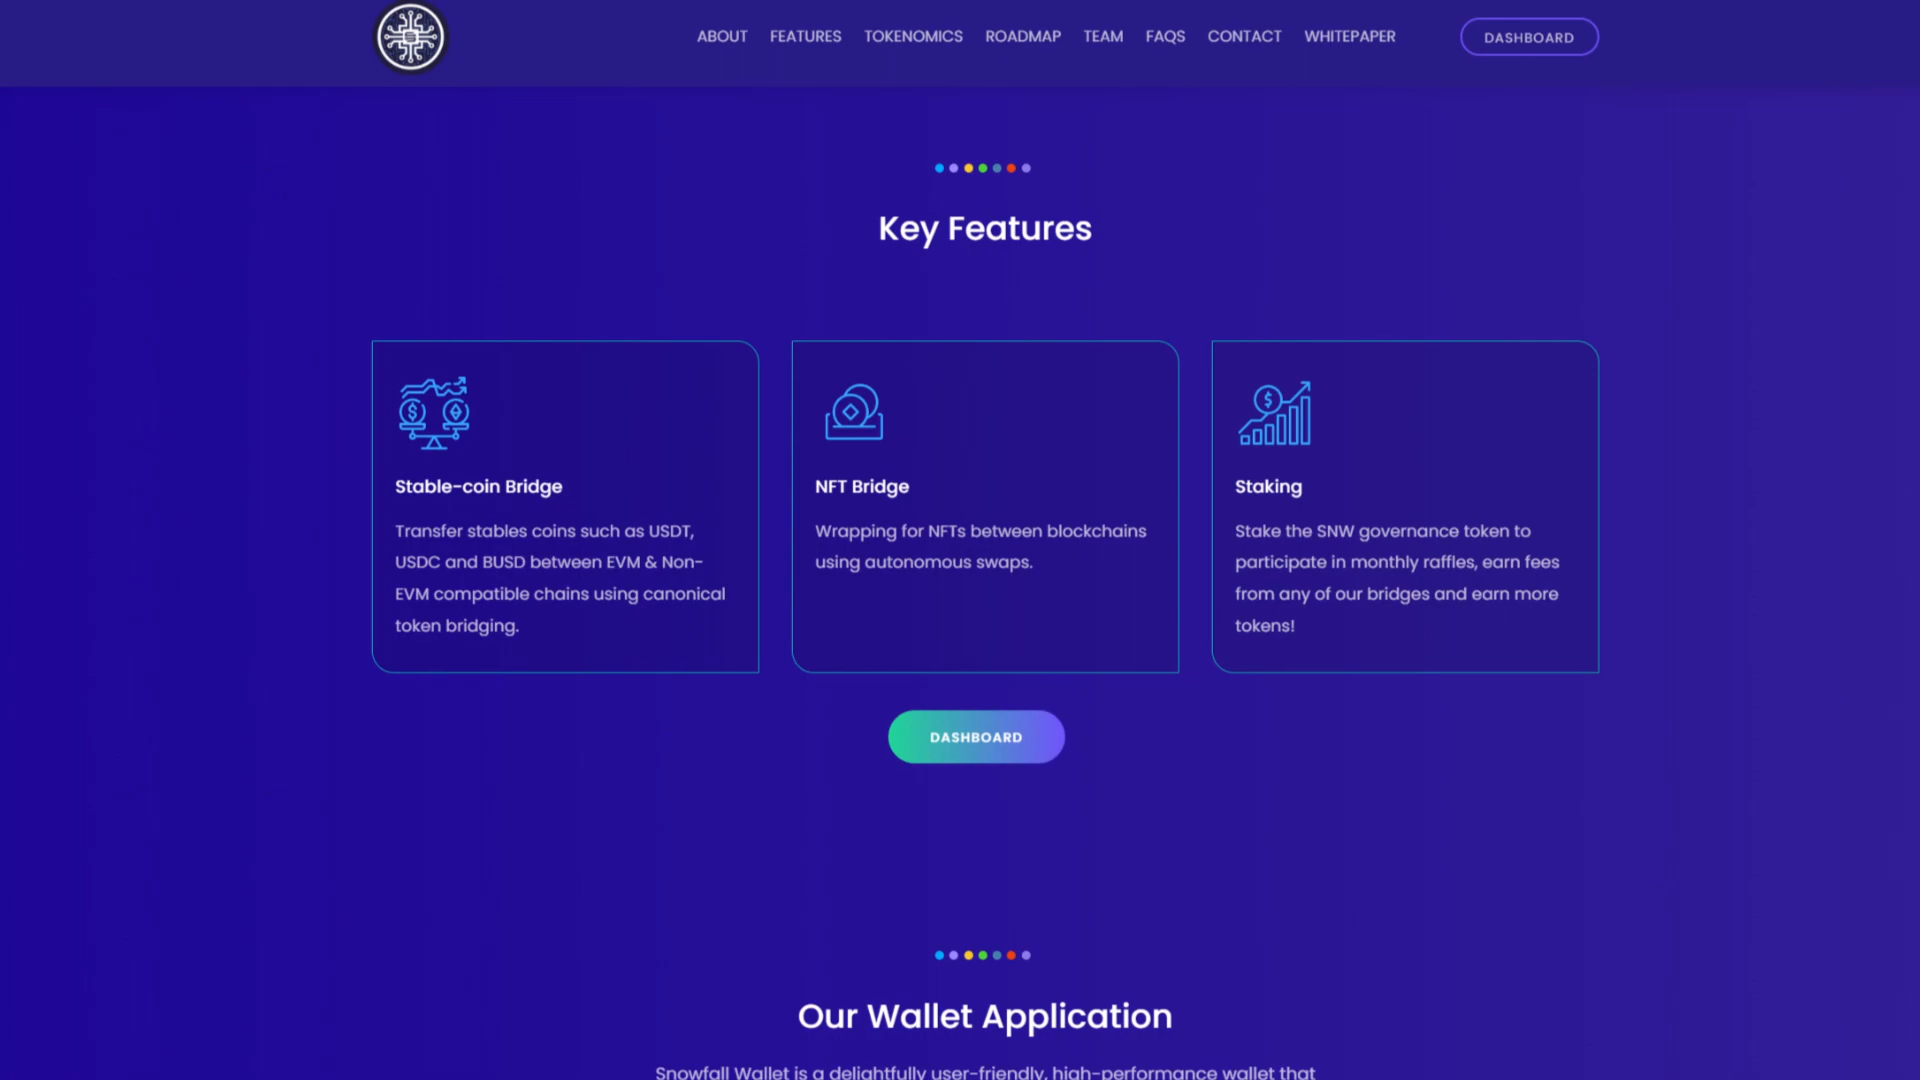 ABOUT FEATURES TOKENOMICS ROADMAP TEAM FAQS CONTACT WHITEPAPER DASHBOARD
Key Features
Stable-coin Bridge
Transfer stables coins such as USDT,
USDC and BUSD between EVM & Non-
EVM compatible chains using canonical
token bridging.
NFT Bridge
Wrapping for NFTs between blockchains
using autonomous swaps.
Staking
Stake the SNW governance token to
participate in monthly raffles, earn fees
from any of our bridges and earn more
tokens!
DASHBOARD
Our Wallet Application
Snowfall Wallet is a delightfully user-friendly, high-performance wallet that